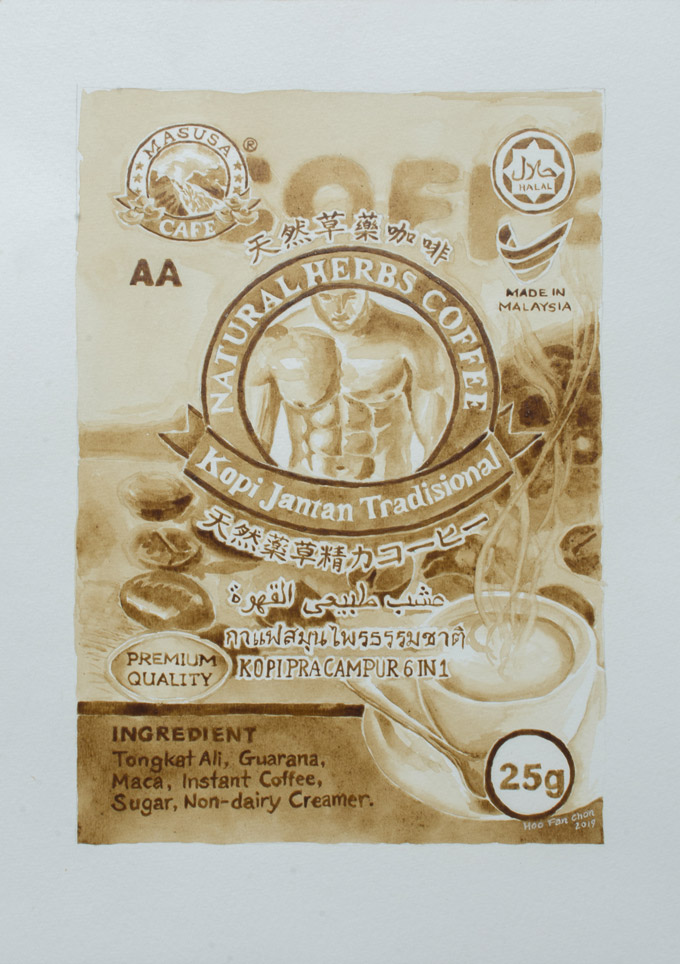 MASUSA
CAFE
®
COFFE
حلال
HALAL
AA
MADE IN
MALAYSIA
天然草藥咖啡
NATURAL HERBS COFFEE
Kopi Jantan Tradisional
天然薬草精力コーヒー
عشب طبيعى القهوة
กาแฟสมุนไพรธรรมชาติ
KOPI PRA CAMPUR 6 IN 1
PREMIUM
QUALITY
INGREDIENT
Tongkat Ali, Guarana,
Maca, Instant Coffee,
Sugar, Non-dairy Creamer.
25g
Hoo Fan Chon
2019